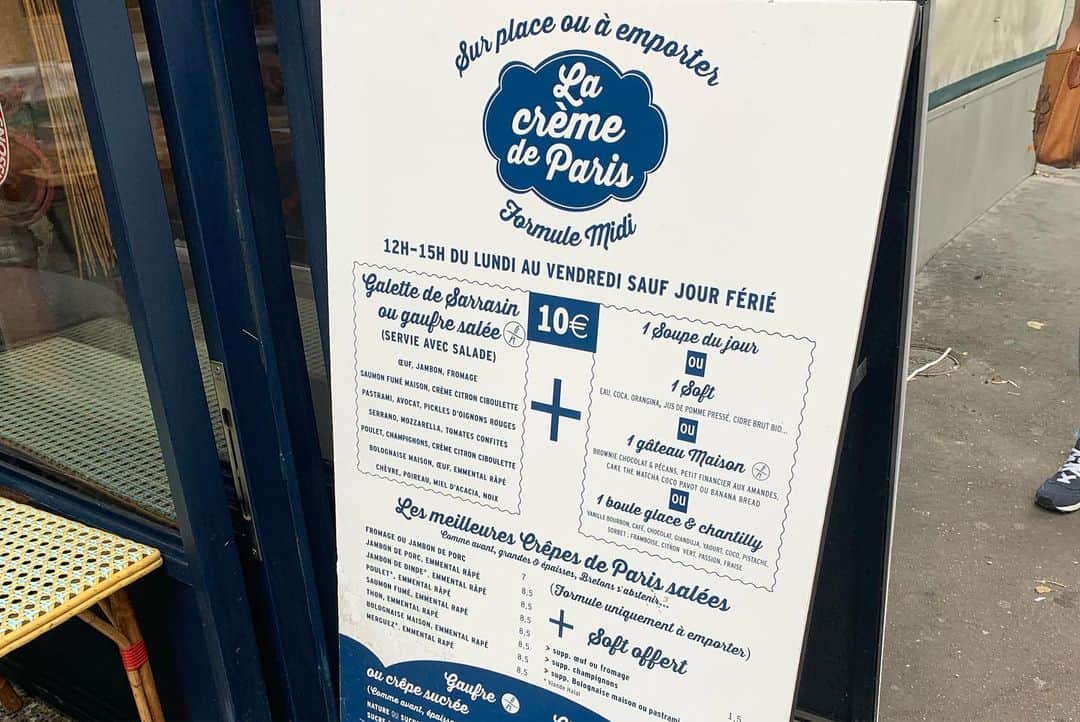 Sur place ou à emporter
La
crème
de Paris
Formule Midi
12H-15H DU LUNDI AU VENDREDI SAUF JOUR FÉRIÉ
Galette de Sarrasin
ou gaufre salée
(SERVIE AVEC SALADE)
ŒUF, JAMBON, FROMAGE
SAUMON FUMÉ MAISON, CRÈME CITRON CIBOULETTE
PASTRAMI, AVOCAT, PICKLES D'OIGNONS ROUGES
SERRANO, MOZZARELLA, TOMATES CONFITES
POULET, CHAMPIGNONS, CRÈME CITRON CIBOULETTE
BOLOGNAISE MAISON, ŒUF, EMMENTAL RÂPÉ
CHÈVRE, POIREAU, MIEL D'ACACIA, NOIX
10€
+
1 Soupe du jour
ou
1 Soft
EAU, COCA, ORANGINA, JUS DE POMME PRESSÉ, CIDRE BRUT BIO...
ou
1 gâteau Maison
BROWNIE CHOCOLAT & PÉCANS, PETIT FINANCIER AUX AMANDES,
CAKE THE MATCHA COCO PAVOT OU BANANA BREAD
ou
1 boule glace & chantilly
VANILLE BOURBON, CAFÉ, CHOCOLAT, GIANDUJA, YAOURT, COCO, PISTACHE,
SORBET : FRAMBOISE, CITRON VERT, PASSION, FRAISE
Les meilleures Crêpes de Paris salées
Comme avant, grandes & épaisses, Bretons s'abstenir...
FROMAGE OU JAMBON DE PORC 7
JAMBON DE PORC, EMMENTAL RÂPÉ 8,5
JAMBON DE DINDE*, EMMENTAL RÂPÉ 8,5
POULET*, EMMENTAL RÂPÉ 8,5
SAUMON FUMÉ, EMMENTAL RÂPÉ 8,5
THON, EMMENTAL RÂPÉ 8,5
BOLOGNAISE MAISON, EMMENTAL RÂPÉ 8,5
MERGUEZ*, EMMENTAL RÂPÉ 8,5
(Formule uniquement à emporter)
+ Soft offert
> supp. œuf ou fromage
> supp. champignons
> supp. Bolognaise maison ou pastrami
* Viande Halal
1,5
Gaufre
ou crêpe sucrée
(Comme avant, épaisse
NATURE OU SUCRE
SUCRE